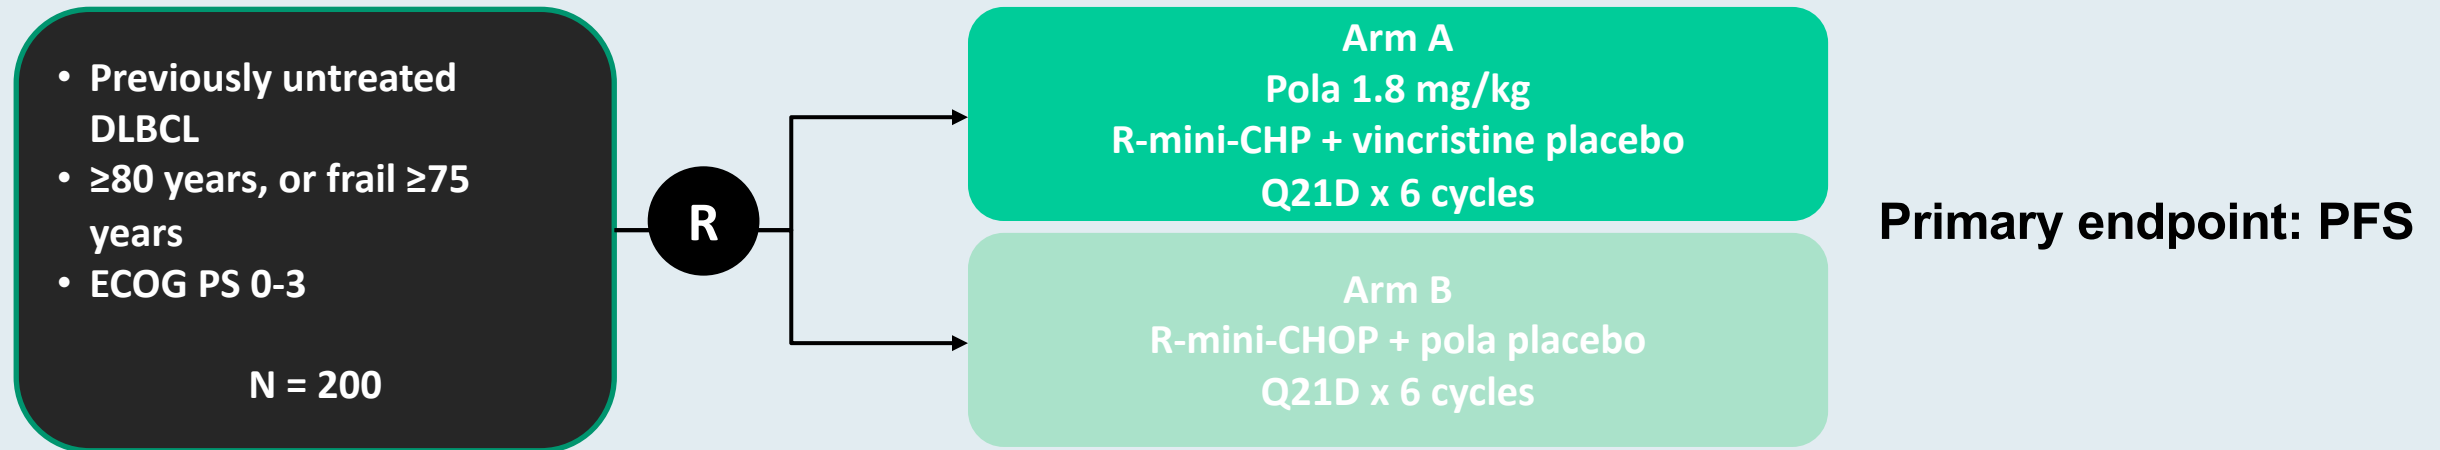 • Previously untreated
DLBCL
• ≥80 years, or frail ≥75
years
• ECOG PS 0-3
N = 200
R
Arm A
Pola 1.8 mg/kg
R-mini-CHP + vincristine placebo
Q21D x 6 cycles
Arm B
R-mini-CHOP + pola placebo
Q21D x 6 cycles
Primary endpoint: PFS